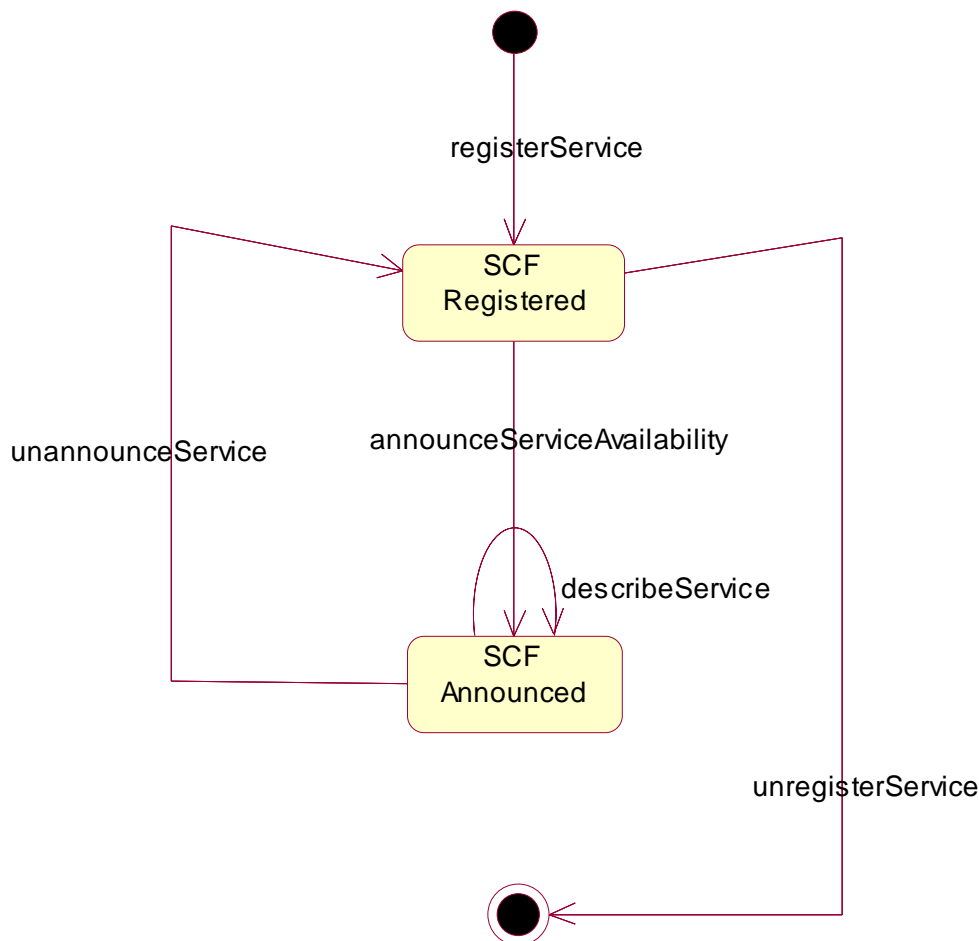 registerService
SCF
Registered
announceServiceAvailability
unannounceService
describeService
SCF
Announced
unregisterService